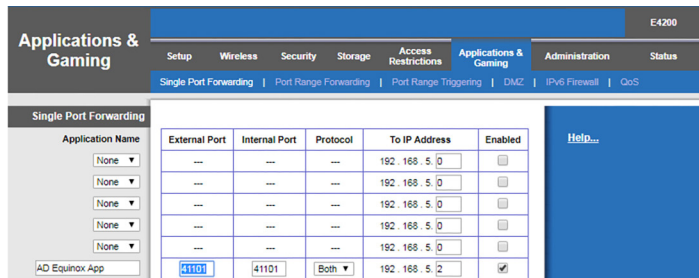 E4200
Applications & Gaming
Setup Wireless Security Storage Access Restrictions Applications & Gaming Administration Status
Single Port Forwarding | Port Range Forwarding | Port Range Triggering | DMZ | IPv6 Firewall | QoS
Single Port Forwarding
Application Name External Port Internal Port Protocol To IP Address Enabled Help...
None --- --- --- 192 . 168 . 5. 0
None --- --- --- 192 . 168 . 5. 0
None --- --- --- 192 . 168 . 5. 0
None --- --- --- 192 . 168 . 5. 0
None --- --- --- 192 . 168 . 5. 0
AD Equinox App 41101 41101 Both 192 . 168 . 5. 2